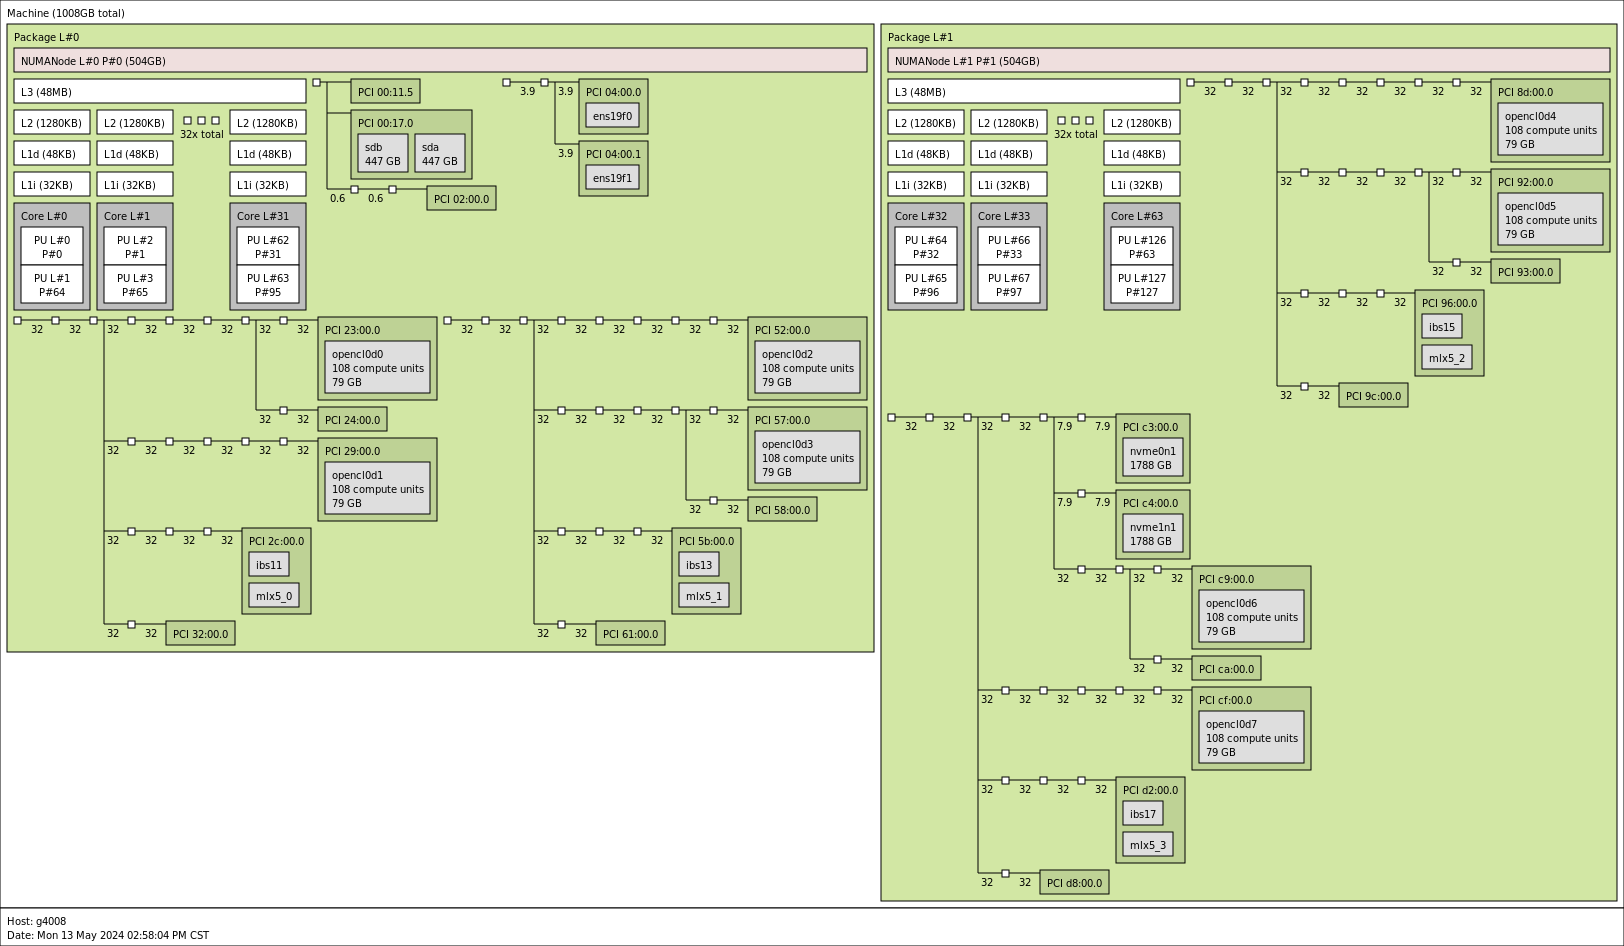 Machine (1008GB total)
Package L#0
NUMANode L#0 P#0 (504GB)
L3 (48MB)
L2 (1280KB) L2 (1280KB) 32x total L2 (1280KB)
L1d (48KB) L1d (48KB) L1d (48KB)
L1i (32KB) L1i (32KB) L1i (32KB)
Core L#0 Core L#1 Core L#31
PU L#0 PU L#2 PU L#62
P#0 P#1 P#31
PU L#1 PU L#3 PU L#63
P#64 P#65 P#95
PCI 00:11.5
PCI 00:17.0
sdb sda
447 GB 447 GB
0.6 0.6 PCI 02:00.0
3.9 3.9 PCI 04:00.0
ens19f0
3.9 PCI 04:00.1
ens19f1
32 32 32 32 32 32 32 32 PCI 23:00.0
opencl0d0
108 compute units
79 GB
32 32 PCI 24:00.0
32 32 32 32 32 32 PCI 29:00.0
opencl0d1
108 compute units
79 GB
32 32 32 32 PCI 2c:00.0
ibs11
mlx5_0
32 32 PCI 32:00.0
32 32 32 32 32 32 32 32 PCI 52:00.0
opencl0d2
108 compute units
79 GB
32 32 32 32 32 32 PCI 57:00.0
opencl0d3
108 compute units
79 GB
32 32 PCI 58:00.0
32 32 32 32 PCI 5b:00.0
ibs13
mlx5_1
32 32 PCI 61:00.0
Package L#1
NUMANode L#1 P#1 (504GB)
L3 (48MB)
L2 (1280KB) L2 (1280KB) 32x total L2 (1280KB)
L1d (48KB) L1d (48KB) L1d (48KB)
L1i (32KB) L1i (32KB) L1i (32KB)
Core L#32 Core L#33 Core L#63
PU L#64 PU L#66 PU L#126
P#32 P#33 P#63
PU L#65 PU L#67 PU L#127
P#96 P#97 P#127
32 32 32 32 32 32 32 32 PCI 8d:00.0
opencl0d4
108 compute units
79 GB
32 32 32 32 32 32 PCI 92:00.0
opencl0d5
108 compute units
79 GB
32 32 PCI 93:00.0
32 32 32 32 PCI 96:00.0
ibs15
mlx5_2
32 32 PCI 9c:00.0
32 32 32 32 7.9 7.9 PCI c3:00.0
nvme0n1
1788 GB
7.9 7.9 PCI c4:00.0
nvme1n1
1788 GB
32 32 32 32 PCI c9:00.0
opencl0d6
108 compute units
79 GB
32 32 PCI ca:00.0
32 32 32 32 32 32 PCI cf:00.0
opencl0d7
108 compute units
79 GB
32 32 32 32 PCI d2:00.0
ibs17
mlx5_3
32 32 PCI d8:00.0
Host: g4008
Date: Mon 13 May 2024 02:58:04 PM CST